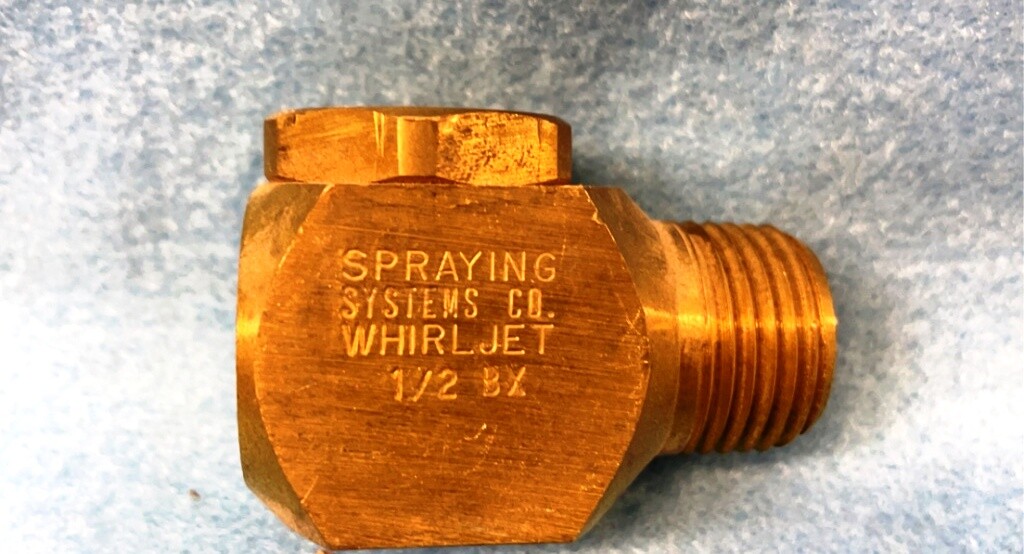 SPRAYING
SYSTEMS CO.
WHIRLJET
1/2 BX